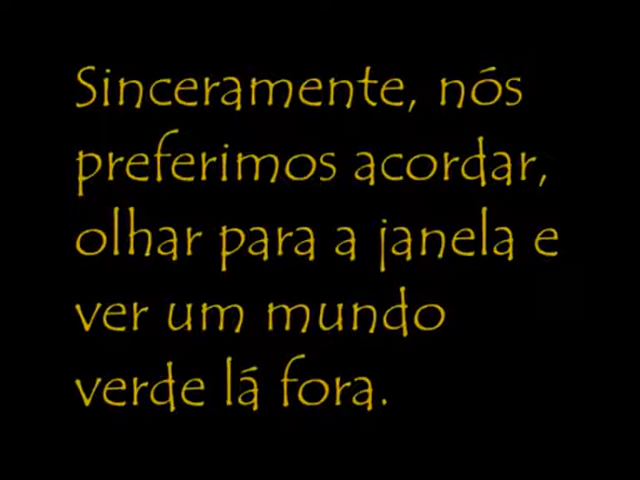 Sinceramente, nós
preferimos acordar,
olhar para a janela e
ver um mundo
verde lá fora.